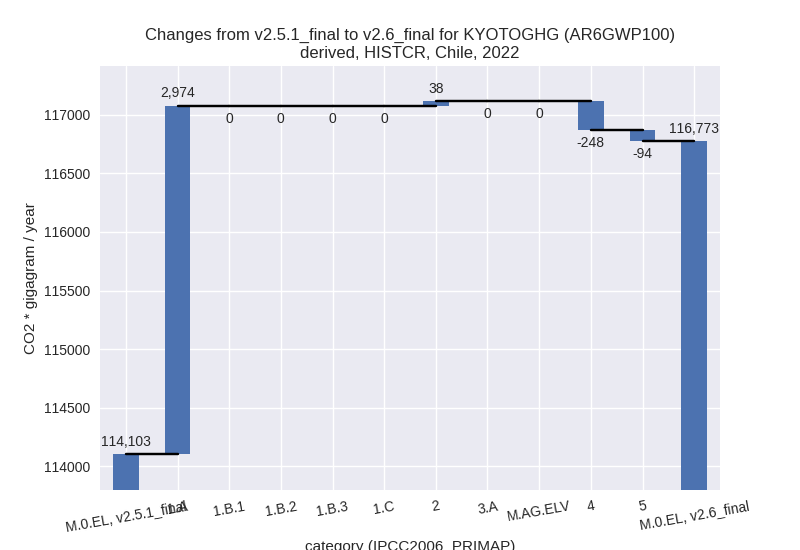 Changes from v2.5.1_final to v2.6_final for KYOTOGHG (AR6GWP100)
derived, HISTCR, Chile, 2022
CO2 * gigagram / year
117000
116500
116000
115500
115000
114500
114000
114,103
2,974
0
0
0
0
38
0
0
-248
-94
116,773
M.0.EL, v2.5.1_final
1.A
1.B.1
1.B.2
1.B.3
1.C
2
3.A
M.AG.ELV
4
5
M.0.EL, v2.6_final
category (IPCC2006_PRIMAP)